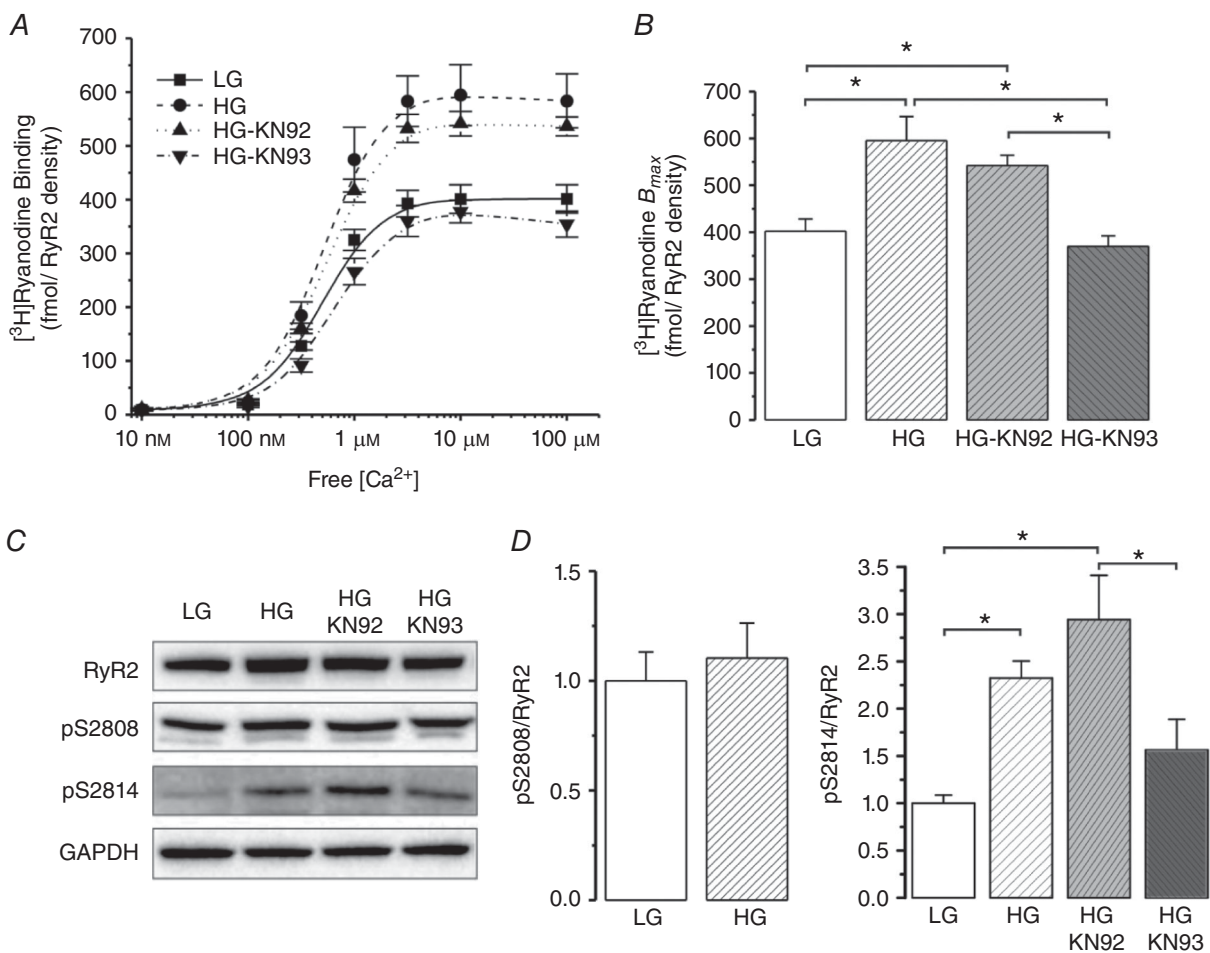 A
[³H]Ryanodine Binding
(fmol/ RyR2 density)
700
600
500
400
300
200
100
0
LG
HG
HG-KN92
HG-KN93
10 nM
100 nM
1 μM
10 μM
100 μM
Free [Ca²⁺]
B
[³H]Ryanodine Bmax
(fmol/ RyR2 density)
700
600
500
400
300
200
100
0
*
*
*
*
LG
HG
HG-KN92
HG-KN93
C
LG
HG
HG
KN92
HG
KN93
RyR2
pS2808
pS2814
GAPDH
D
pS2808/RyR2
1.5
1.0
0.5
0.0
LG
HG
pS2814/RyR2
3.5
3.0
2.5
2.0
1.5
1.0
0.5
0.0
*
*
*
LG
HG
HG
KN92
HG
KN93